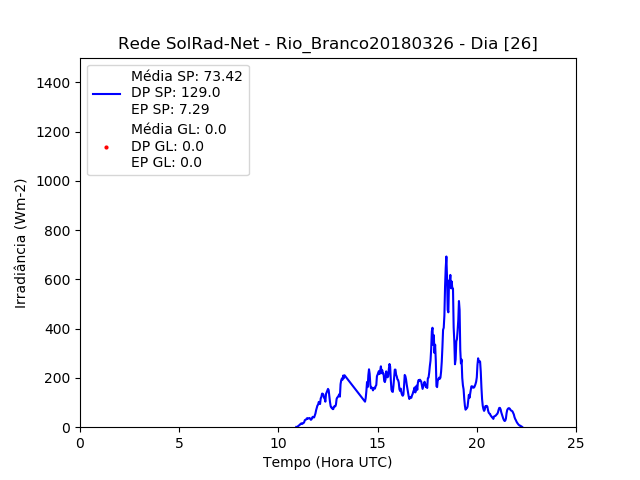 Rede SolRad-Net - Rio_Branco20180326 - Dia [26]
Média SP: 73.42
DP SP: 129.0
EP SP: 7.29
Média GL: 0.0
DP GL: 0.0
EP GL: 0.0
1400
1200
1000
800
600
400
200
0
Irradiância (Wm-2)
0 5 10 15 20 25
Tempo (Hora UTC)